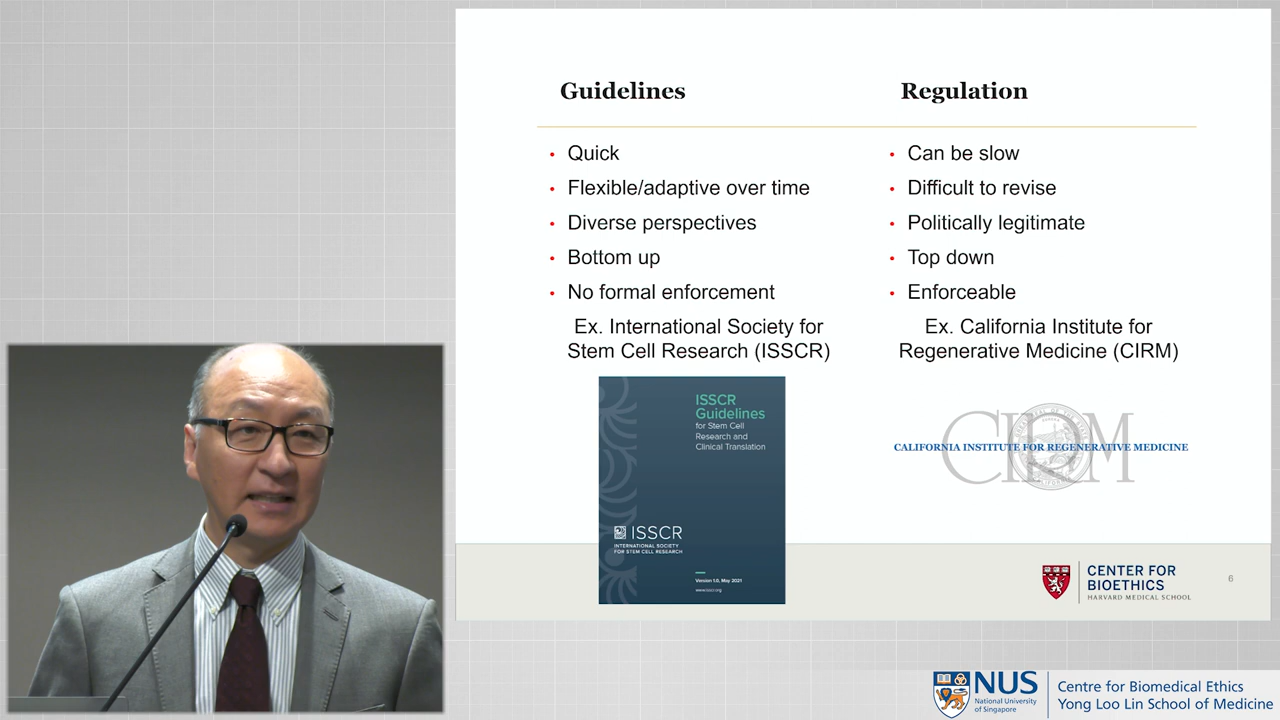 Guidelines
• Quick
• Flexible/adaptive over time
• Diverse perspectives
• Bottom up
• No formal enforcement
Ex. International Society for
Stem Cell Research (ISSCR)
ISSCR
Guidelines
for Stem Cell
Research and
Clinical Translation
ISSCR
INTERNATIONAL SOCIETY
FOR STEM CELL RESEARCH
Version 1.0, May 2021
www.isscr.org
Regulation
• Can be slow
• Difficult to revise
• Politically legitimate
• Top down
• Enforceable
Ex. California Institute for
Regenerative Medicine (CIRM)
CIRM
CALIFORNIA INSTITUTE FOR REGENERATIVE MEDICINE
CENTER FOR
BIOETHICS
HARVARD MEDICAL SCHOOL
6
NUS
National University
of Singapore
Centre for Biomedical Ethics
Yong Loo Lin School of Medicine